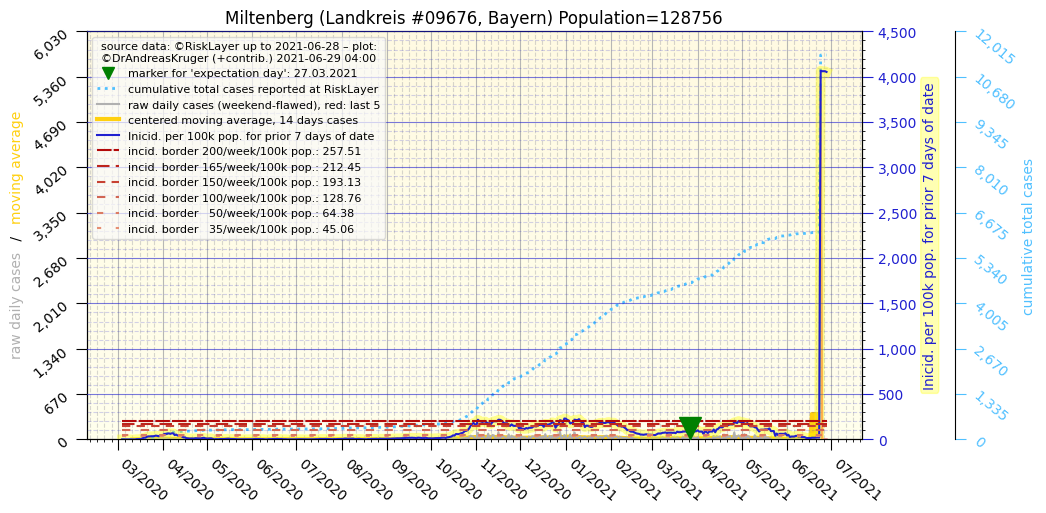 Miltenberg (Landkreis #09676, Bayern) Population=128756
source data: ©RiskLayer up to 2021-06-28 – plot:
©DrAndreasKruger (+contrib.) 2021-06-29 04:00
marker for 'expectation day': 27.03.2021
cumulative total cases reported at RiskLayer
raw daily cases (weekend-flawed), red: last 5
centered moving average, 14 days cases
Inicid. per 100k pop. for prior 7 days of date
incid. border 200/week/100k pop.: 257.51
incid. border 165/week/100k pop.: 212.45
incid. border 150/week/100k pop.: 193.13
incid. border 100/week/100k pop.: 128.76
incid. border   50/week/100k pop.: 64.38
incid. border   35/week/100k pop.: 45.06
raw daily cases / moving average
6,030
5,360
4,690
4,020
3,350
2,680
2,010
1,340
670
0
4,500
4,000
3,500
3,000
2,500
2,000
1,500
1,000
500
0
Inicid. per 100k pop. for prior 7 days of date
12,015
10,680
9,345
8,010
6,675
5,340
4,005
2,670
1,335
0
cumulative total cases
03/2020
04/2020
05/2020
06/2020
07/2020
08/2020
09/2020
10/2020
11/2020
12/2020
01/2021
02/2021
03/2021
04/2021
05/2021
06/2021
07/2021